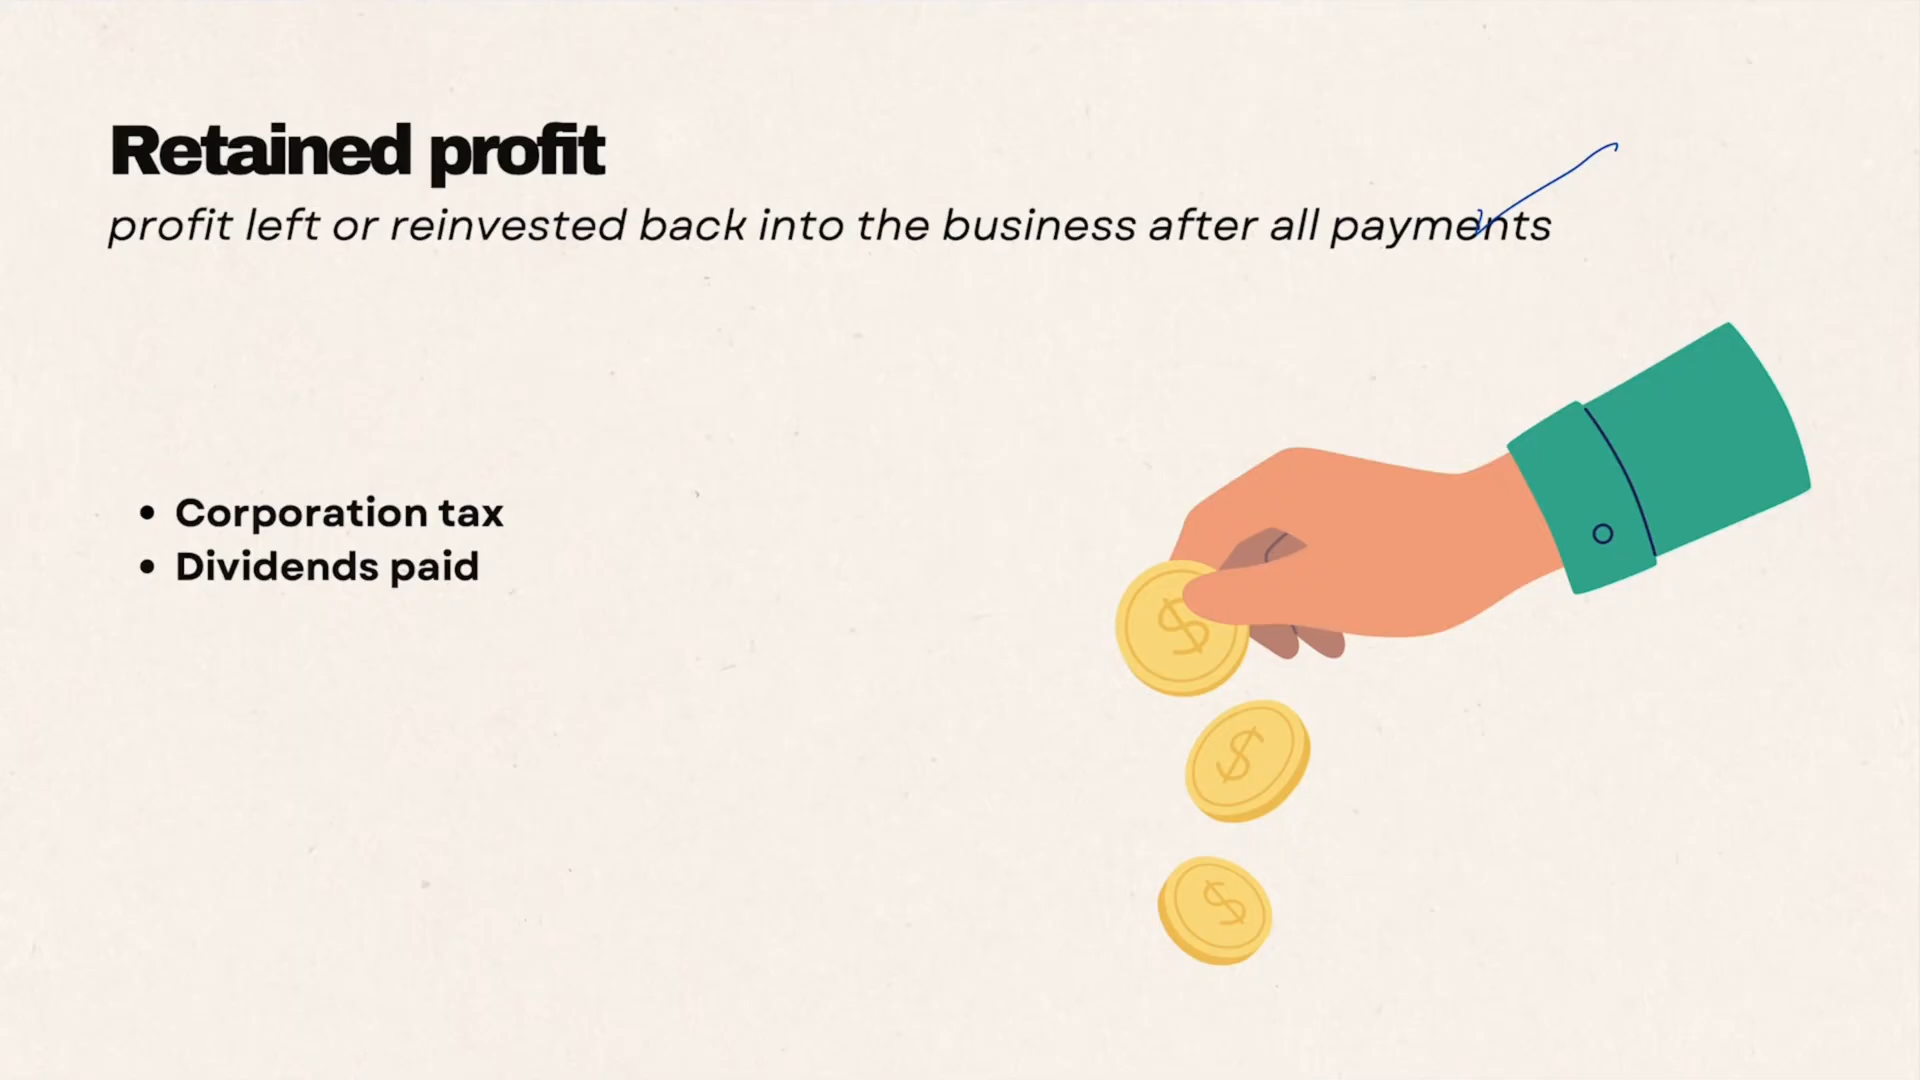 Retained profit
profit left or reinvested back into the business after all payments
• Corporation tax
• Dividends paid
$
$
$